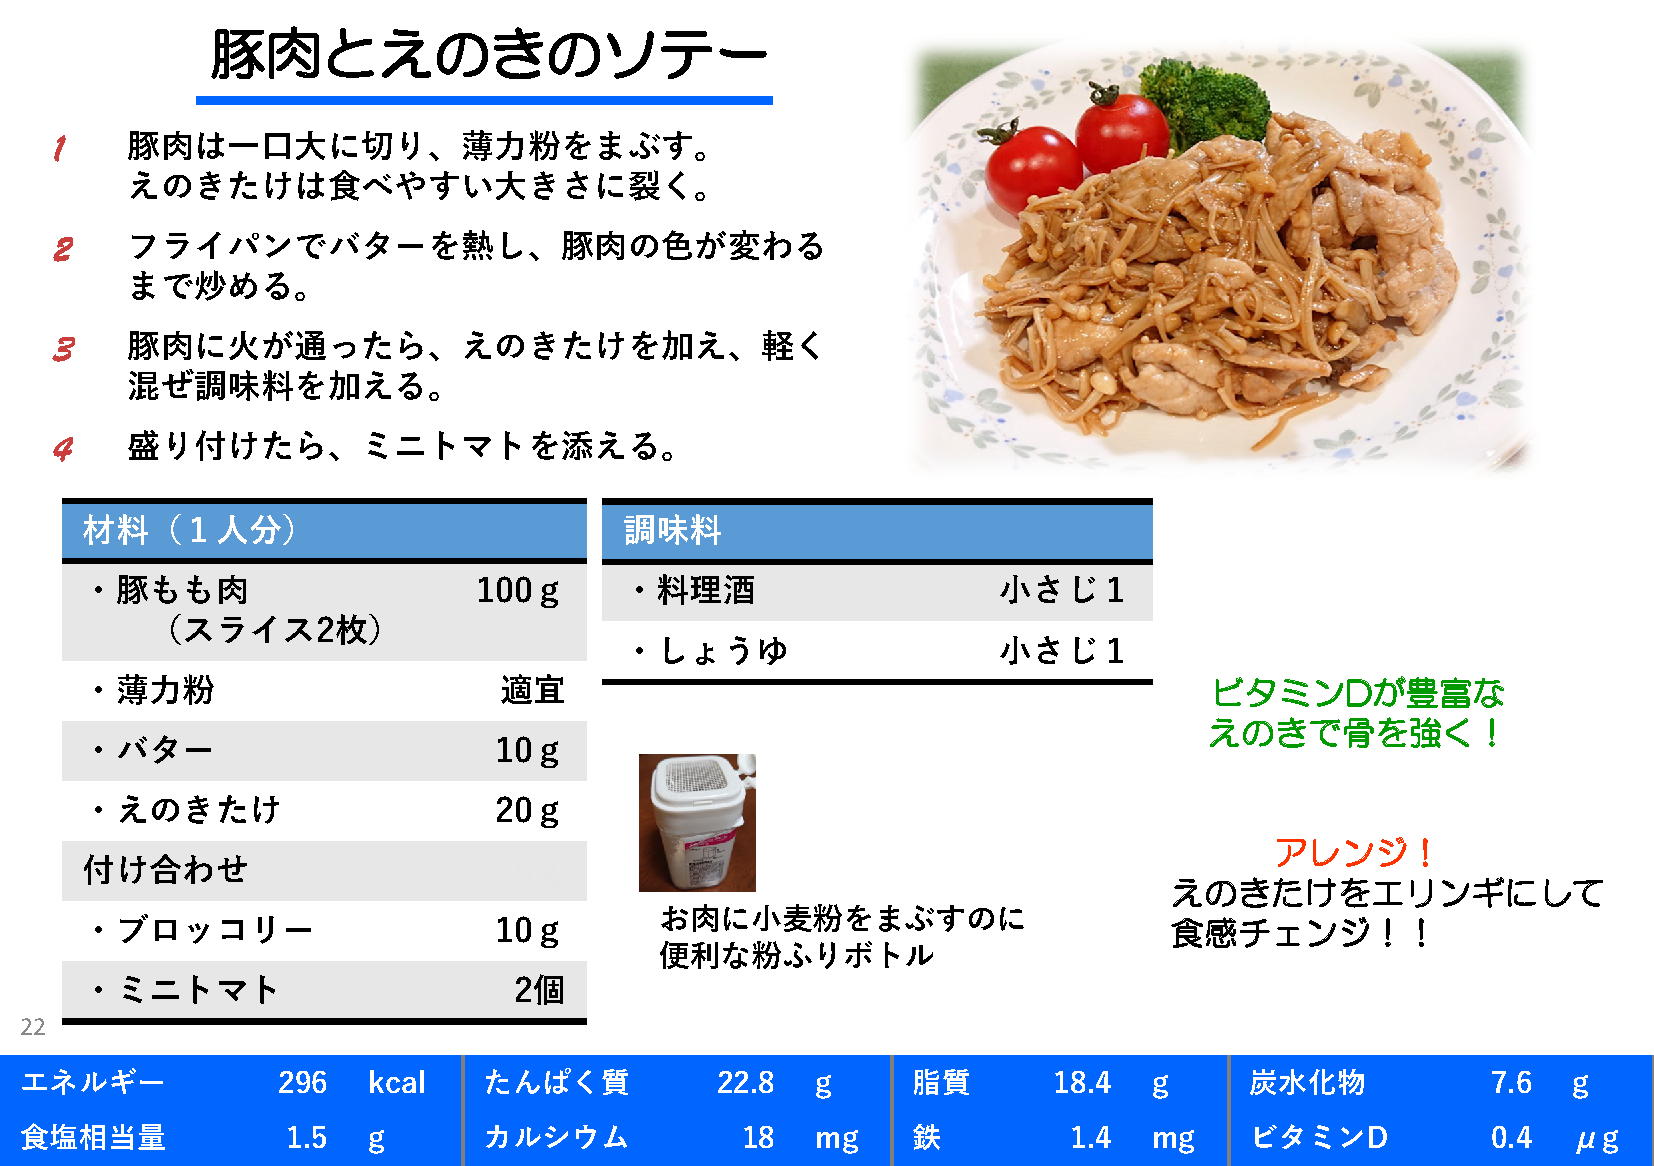 豚肉とえのきのソテー
1 豚肉は一口大に切り、薄力粉をまぶす。
えのきたけは食べやすい大きさに裂く。
2 フライパンでバターを熱し、豚肉の色が変わる
まで炒める。
3 豚肉に火が通ったら、えのきたけを加え、軽く
混ぜ調味料を加える。
4 盛り付けたら、ミニトマトを添える。
材料（１人分）
・豚もも肉 100ｇ
（スライス2枚）
・薄力粉 適宜
・バター 10ｇ
・えのきたけ 20ｇ
付け合わせ
・ブロッコリー 10ｇ
・ミニトマト 2個
調味料
・料理酒 小さじ１
・しょうゆ 小さじ１
お肉に小麦粉をまぶすのに
便利な粉ふりボトル
ビタミンDが豊富な
えのきで骨を強く！
アレンジ！
えのきたけをエリンギにして
食感チェンジ！！
22
エネルギー 296 kcal たんぱく質 22.8 g 脂質 18.4 g 炭水化物 7.6 g
食塩相当量 1.5 g カルシウム 18 mg 鉄 1.4 mg ビタミンD 0.4 μg